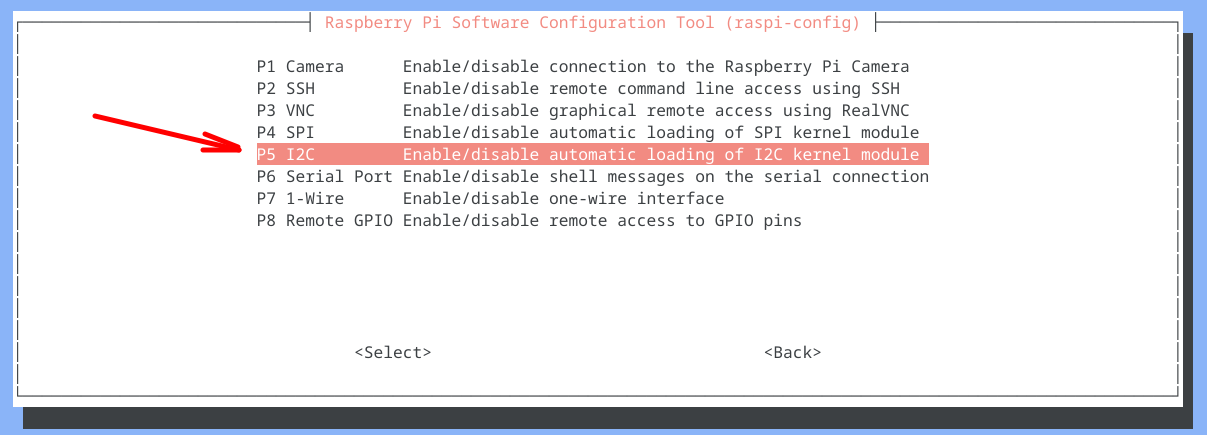 Raspberry Pi Software Configuration Tool (raspi-config)
P1 Camera Enable/disable connection to the Raspberry Pi Camera
P2 SSH Enable/disable remote command line access using SSH
P3 VNC Enable/disable graphical remote access using RealVNC
P4 SPI Enable/disable automatic loading of SPI kernel module
P5 I2C Enable/disable automatic loading of I2C kernel module
P6 Serial Port Enable/disable shell messages on the serial connection
P7 1-Wire Enable/disable one-wire interface
P8 Remote GPIO Enable/disable remote access to GPIO pins
<Select> <Back>